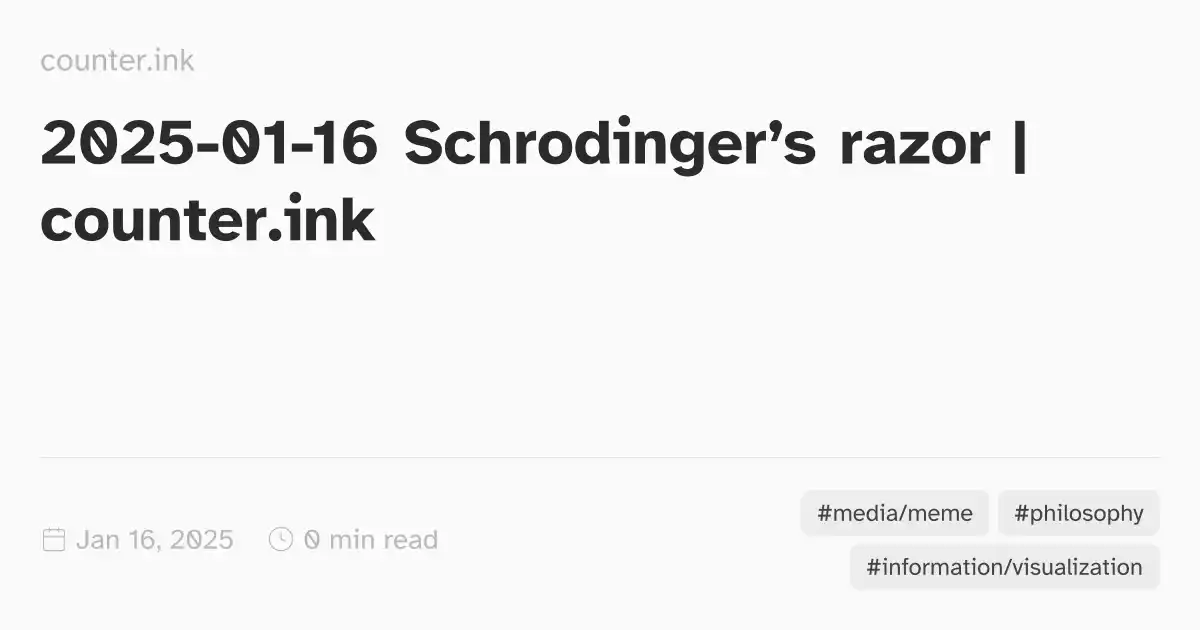 counter.ink
2025-01-16 Schrodinger’s razor |
counter.ink
Jan 16, 2025 0 min read
#media/meme #philosophy
#information/visualization